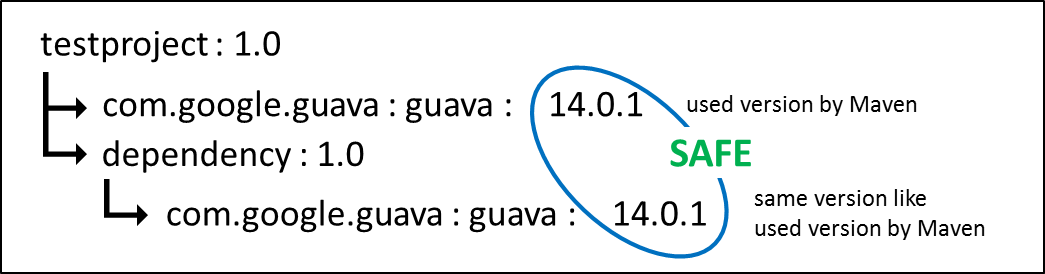 testproject : 1.0
com.google.guava : guava : 14.0.1 used version by Maven
dependency : 1.0 SAFE
com.google.guava : guava : 14.0.1 same version like
used version by Maven